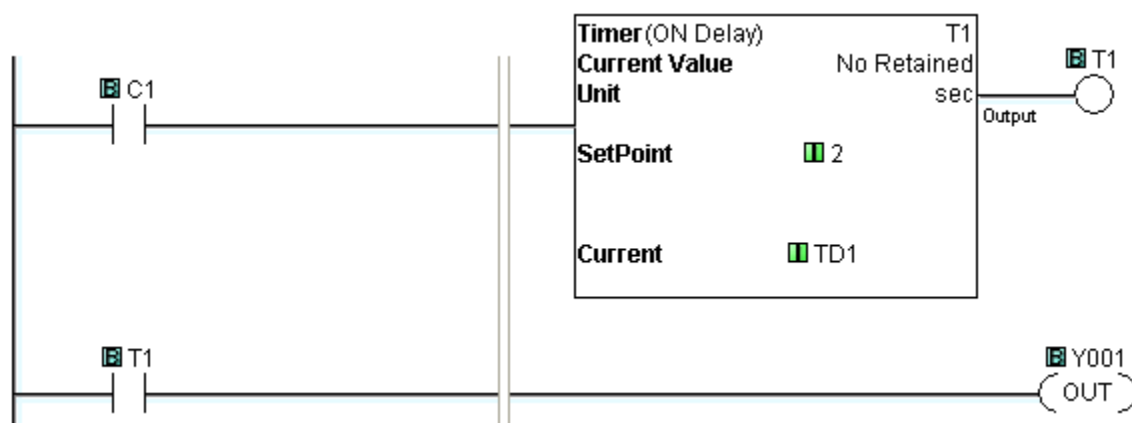 Timer(ON Delay) T1
Current Value No Retained
Unit sec
B C1
B T1
Output
SetPoint I 2
Current I TD1
B T1
B Y001
OUT